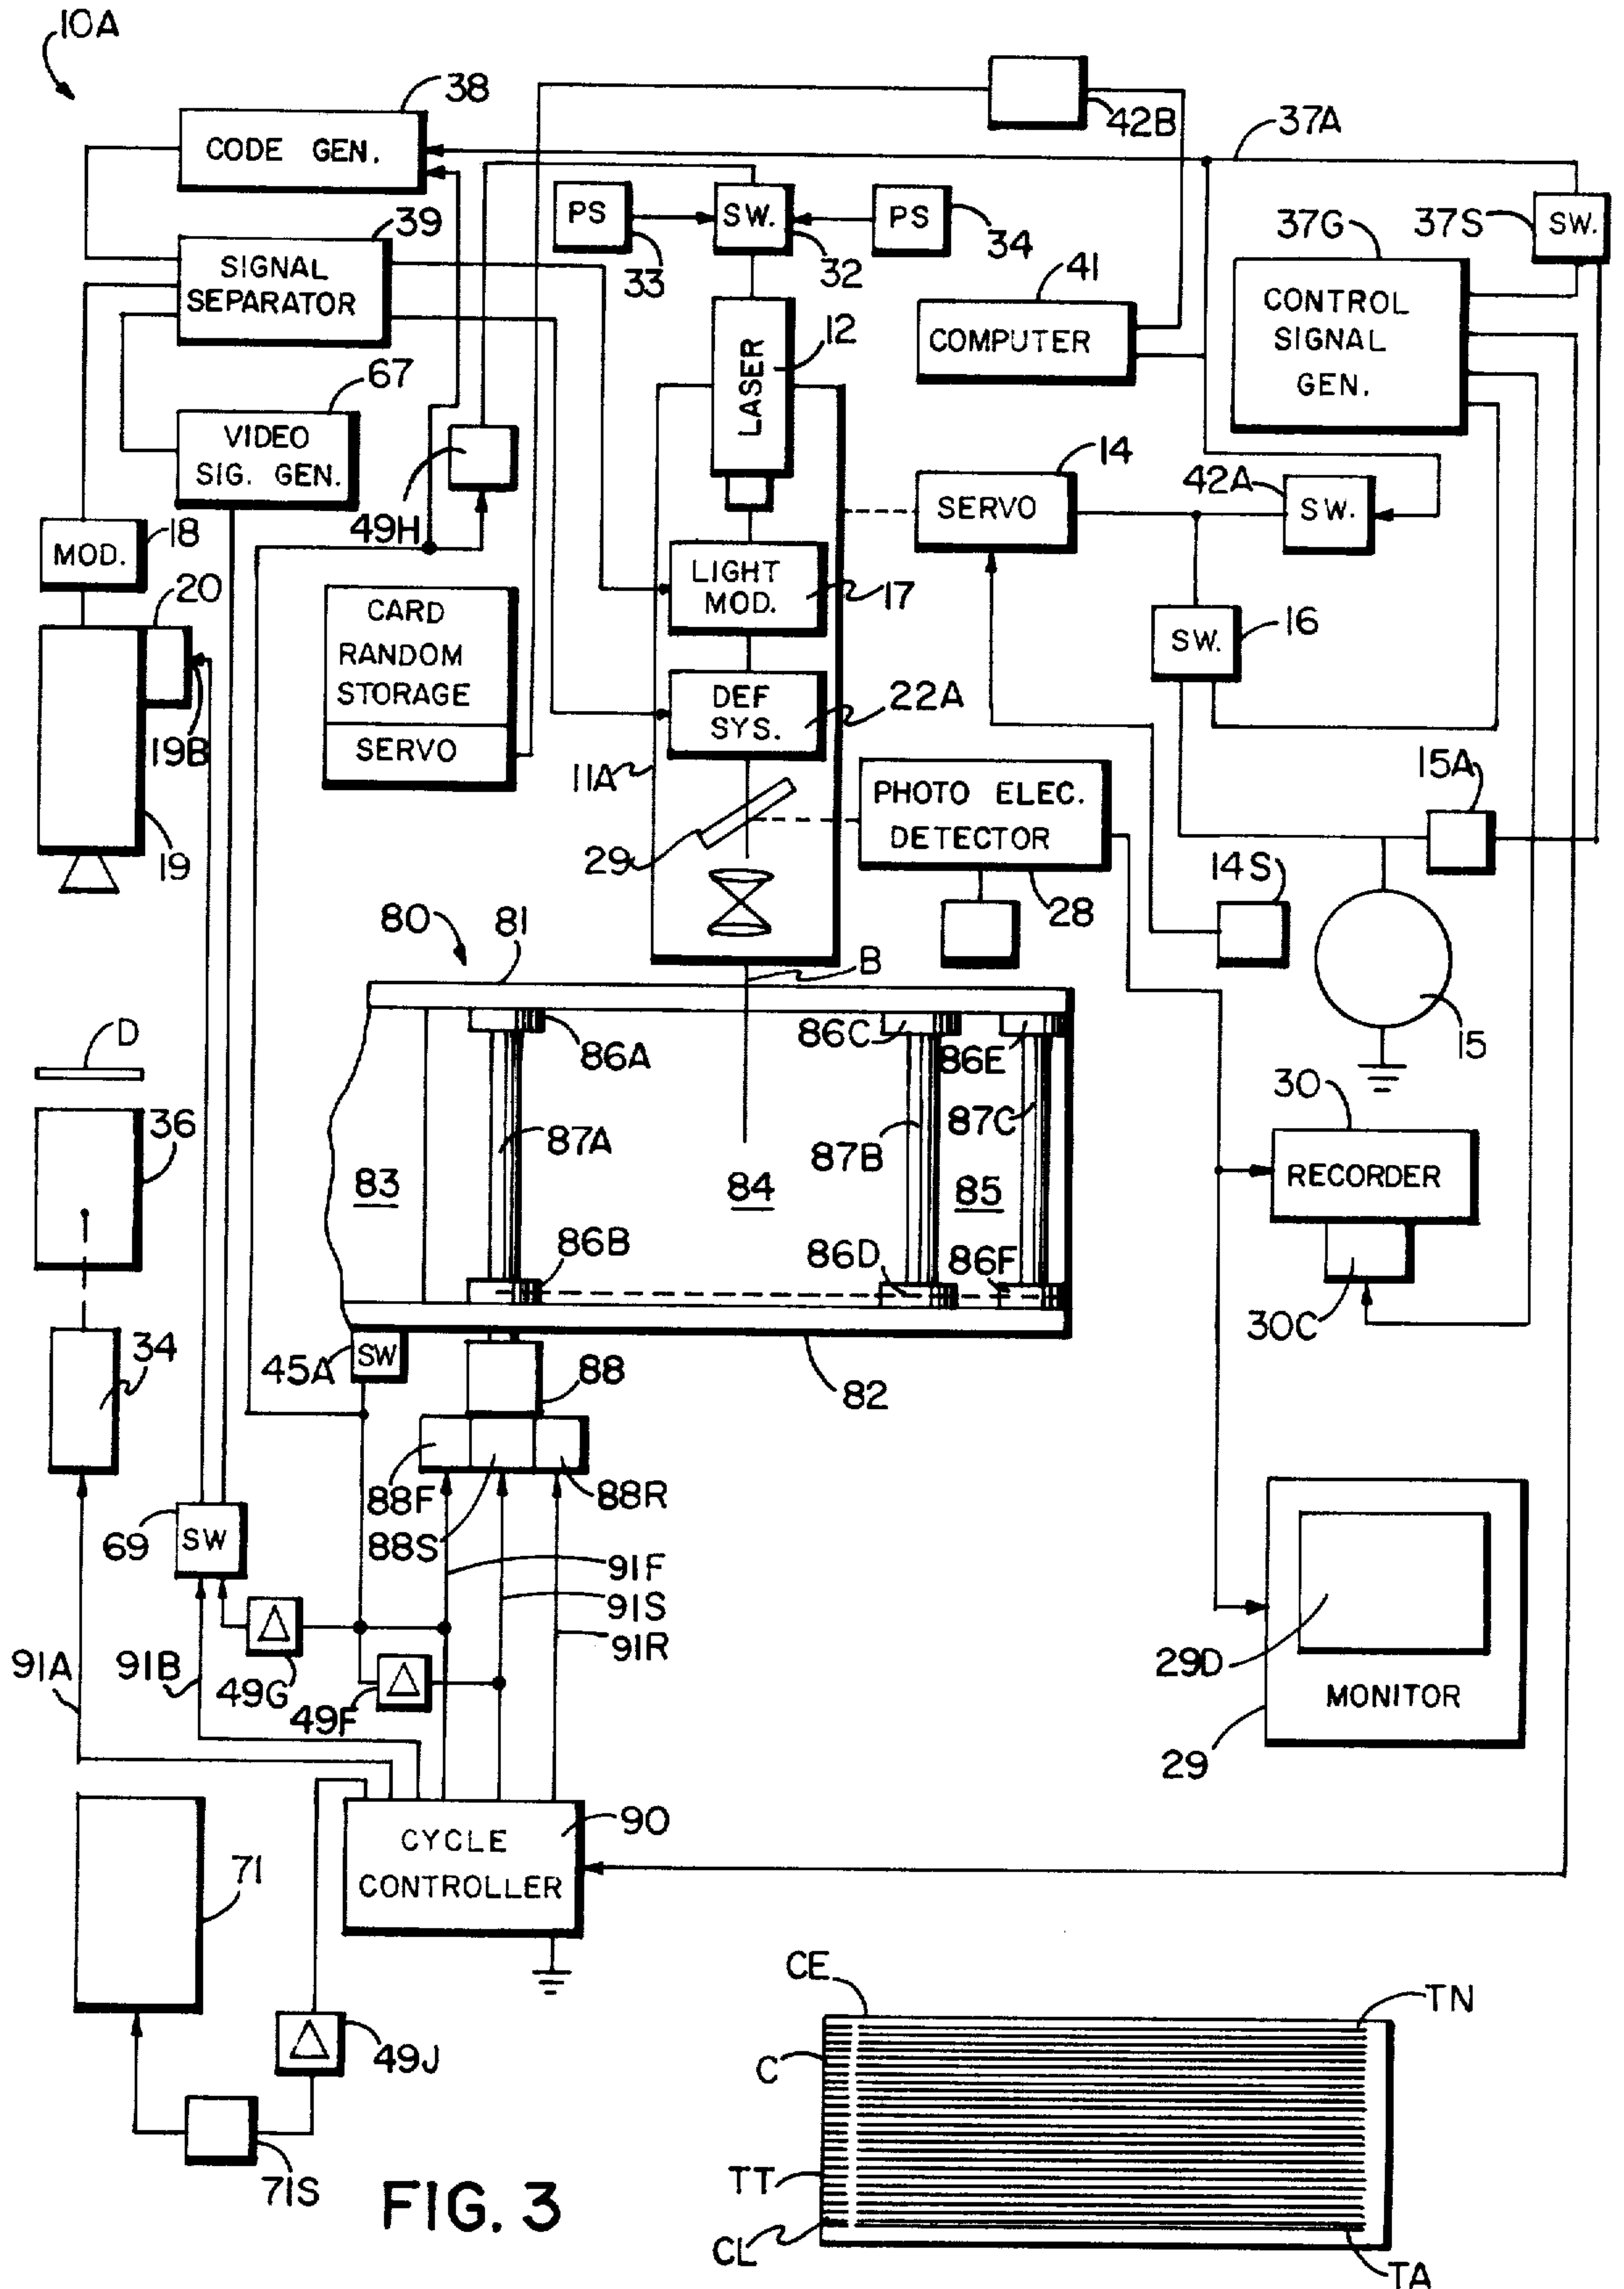 10A
38
CODE GEN.
42B
37A
39
SIGNAL
SEPARATOR
PS
33
SW.
32
PS
34
37G
37S
SW.
CONTROL
SIGNAL
GEN.
41
COMPUTER
12
LASER
67
VIDEO
SIG. GEN.
49H
14
SERVO
42A
SW.
18
MOD.
20
19B
19
CARD
RANDOM
STORAGE
SERVO
LIGHT
MOD.
17
SW.
16
DEF
SYS.
22A
11A
29
PHOTO ELEC.
DETECTOR
28
15A
14S
15
80
81
B
D
86A
86C
86E
36
87A
87B
87C
83
84
85
86B
86D
86F
30
RECORDER
30C
34
45A
SW
88
82
88F
88S
88R
69
SW
91F
91S
91R
91A
91B
49G
49F
29D
MONITOR
29
CYCLE
CONTROLLER
90
71
49J
71S
CE
TN
C
TT
CL
TA
FIG. 3